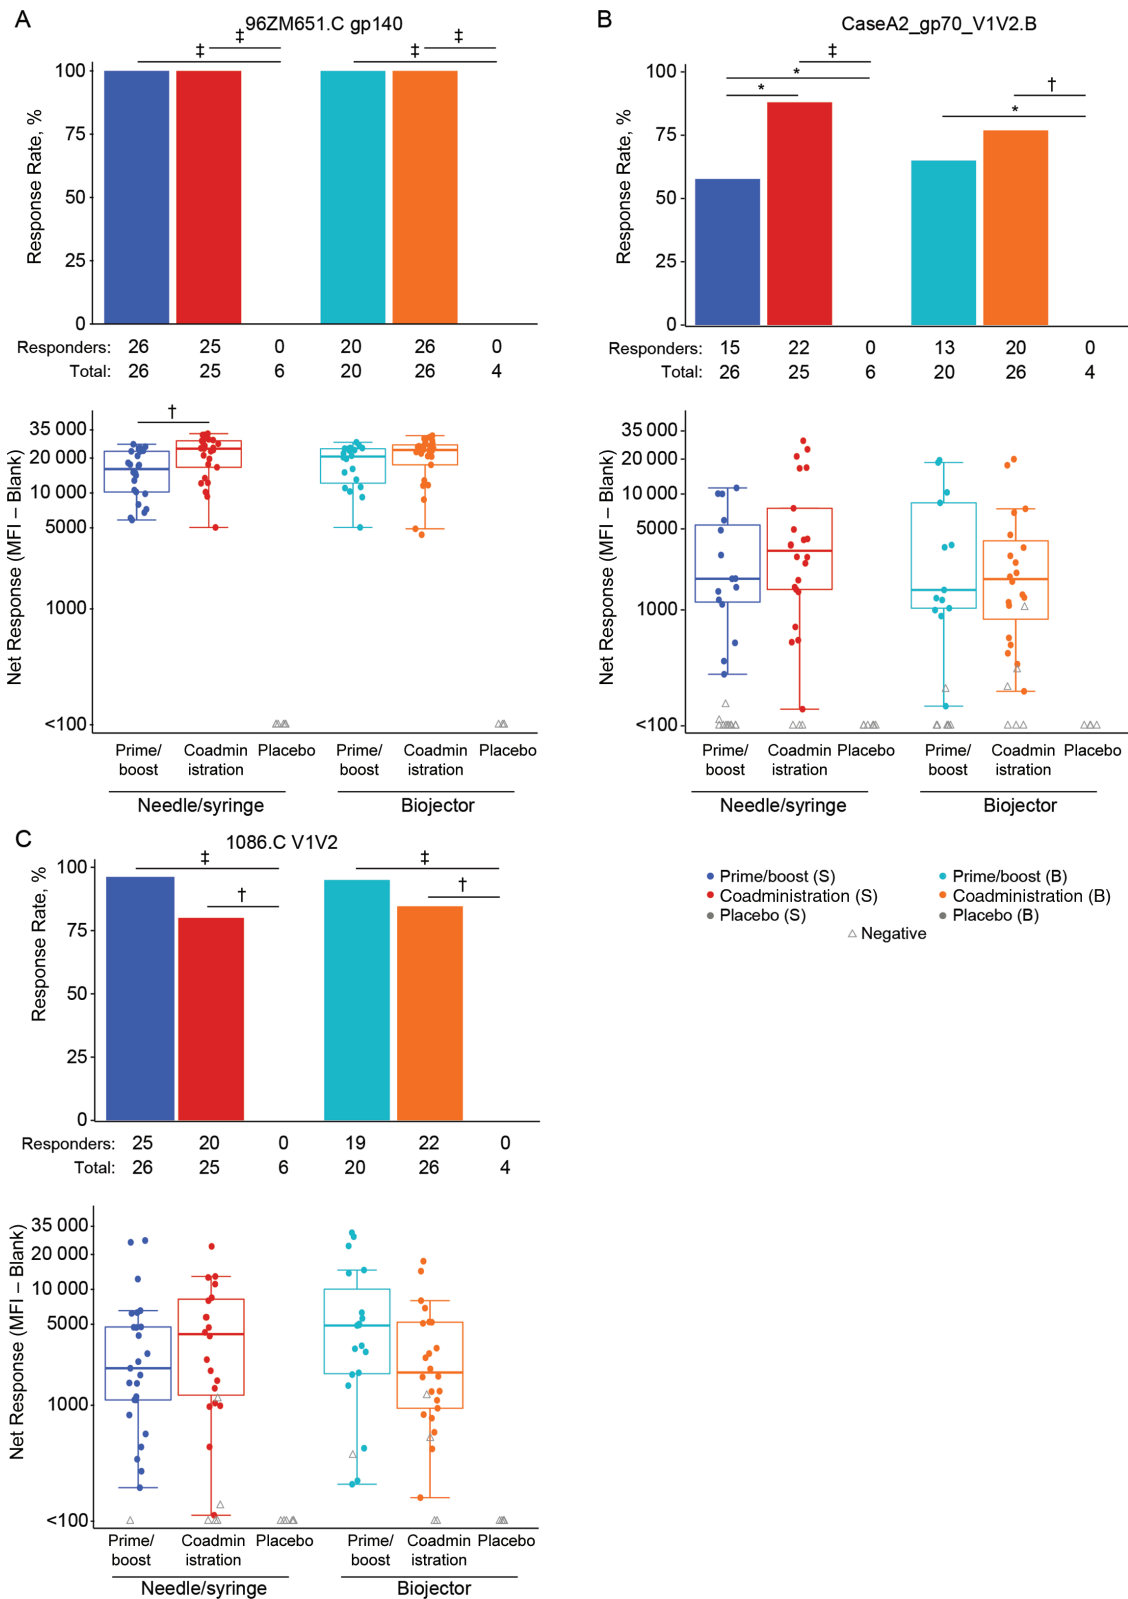 A
96ZM651.C gp140
‡
‡
‡
‡
Response Rate, %
100
75
50
25
0
Responders: 26 25 0 20 26 0
Total: 26 25 6 20 26 4
†
Net Response (MFI – Blank)
35 000
20 000
10 000
5000
1000
<100
Prime/ Coadmin Placebo Prime/ Coadmin Placebo
boost istration boost istration
Needle/syringe Biojector
B
CaseA2_gp70_V1V2.B
‡
*
*
†
*
Response Rate, %
100
75
50
25
0
Responders: 15 22 0 13 20 0
Total: 26 25 6 20 26 4
Net Response (MFI – Blank)
35 000
20 000
10 000
5000
1000
<100
Prime/ Coadmin Placebo Prime/ Coadmin Placebo
boost istration boost istration
Needle/syringe Biojector
C
1086.C V1V2
‡ ‡
† †
Response Rate, %
100
75
50
25
0
Responders: 25 20 0 19 22 0
Total: 26 25 6 20 26 4
Net Response (MFI – Blank)
35 000
20 000
10 000
5000
1000
<100
Prime/ Coadmin Placebo Prime/ Coadmin Placebo
boost istration boost istration
Needle/syringe Biojector
Prime/boost (S) Prime/boost (B)
Coadministration (S) Coadministration (B)
Placebo (S) Placebo (B)
Negative